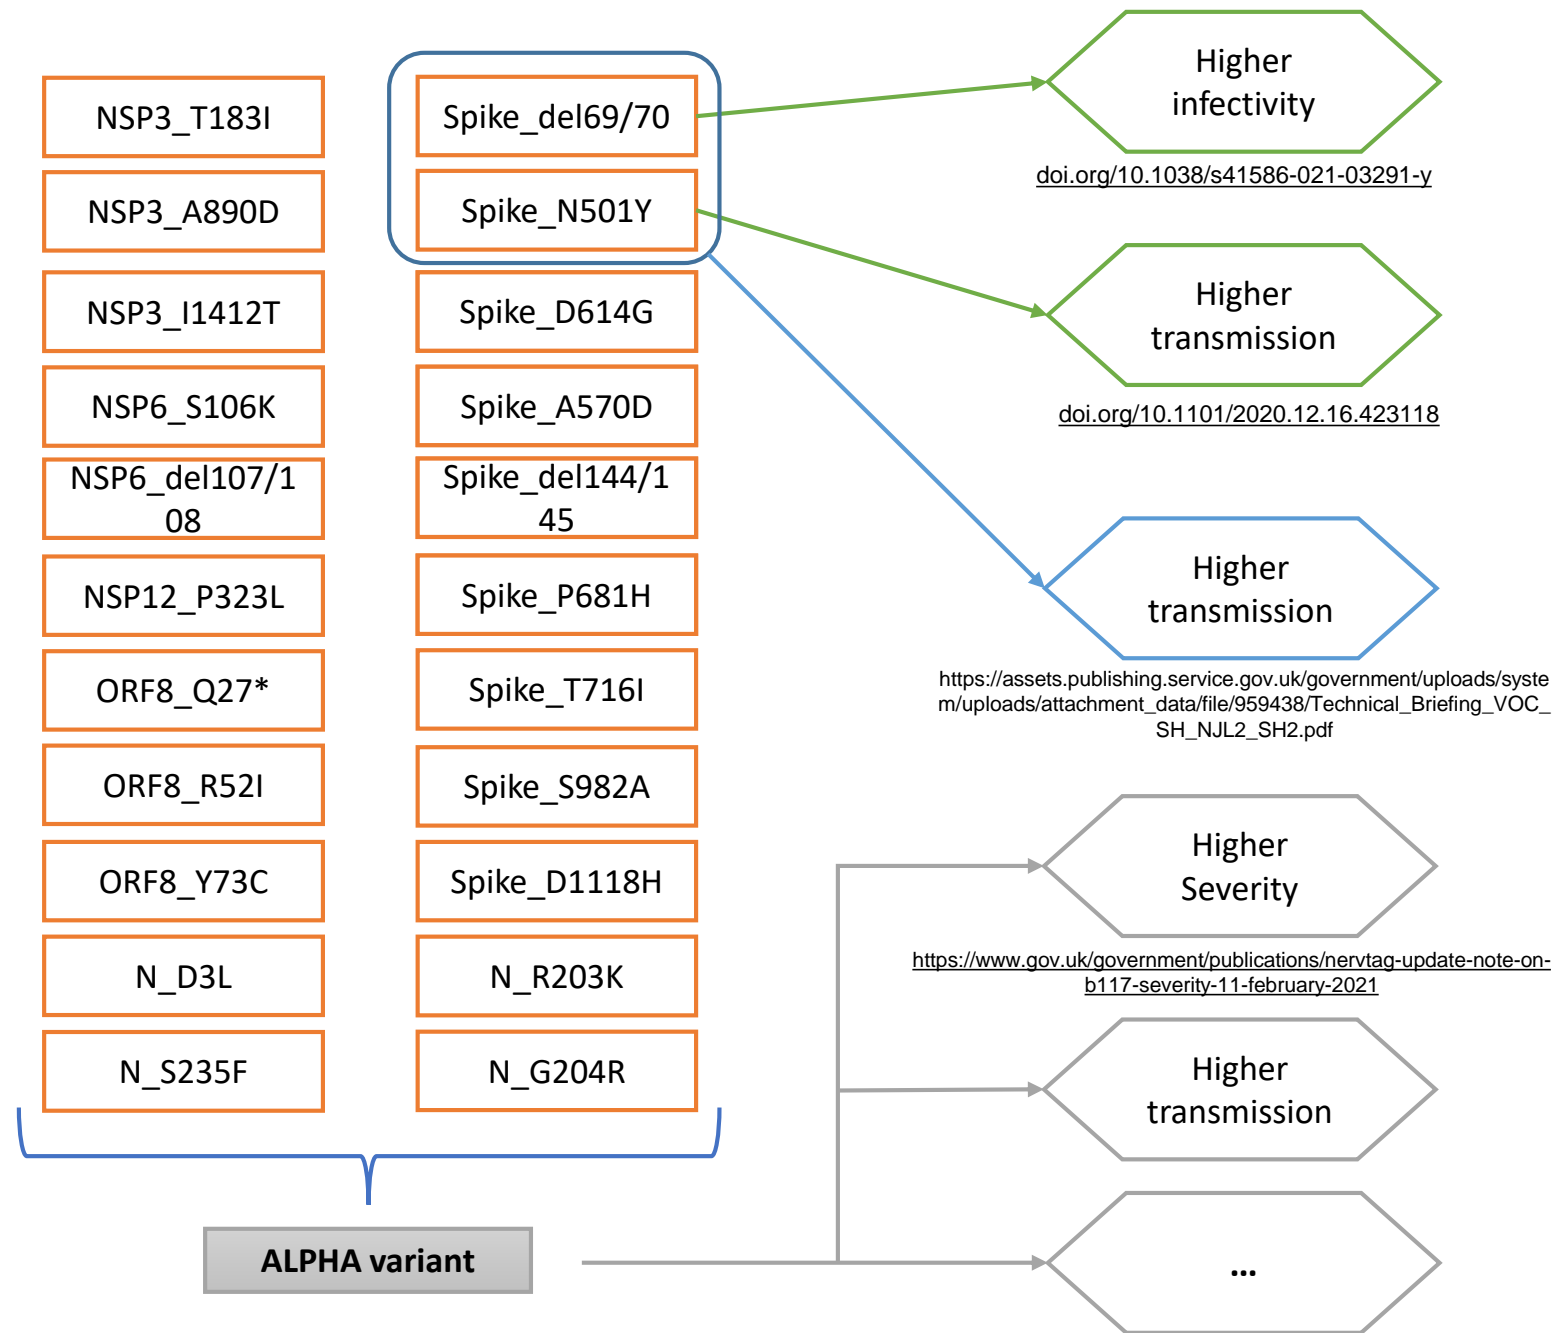 NSP3_T183I
NSP3_A890D
NSP3_I1412T
NSP6_S106K
NSP6_del107/1
08
NSP12_P323L
ORF8_Q27*
ORF8_R52I
ORF8_Y73C
N_D3L
N_S235F
Spike_del69/70
Spike_N501Y
Spike_D614G
Spike_A570D
Spike_del144/1
45
Spike_P681H
Spike_T716I
Spike_S982A
Spike_D1118H
N_R203K
N_G204R
ALPHA variant
Higher
infectivity
doi.org/10.1038/s41586-021-03291-y
Higher
transmission
doi.org/10.1101/2020.12.16.423118
Higher
transmission
https://assets.publishing.service.gov.uk/government/uploads/syste
m/uploads/attachment_data/file/959438/Technical_Briefing_VOC_
SH_NJL2_SH2.pdf
Higher
Severity
https://www.gov.uk/government/publications/nervtag-update-note-on-
b117-severity-11-february-2021
Higher
transmission
...